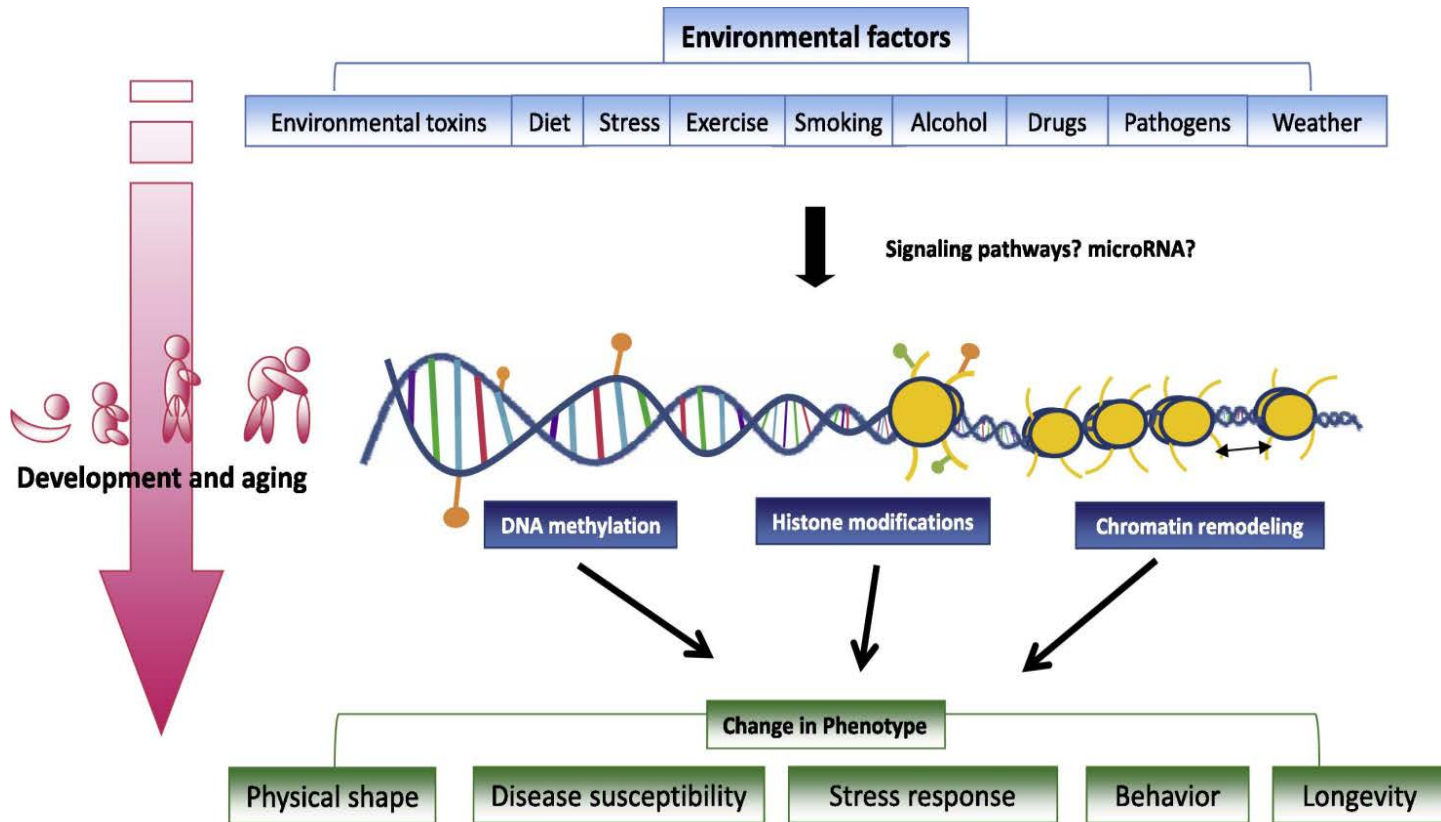 Environmental factors
Environmental toxins
Diet
Stress
Exercise
Smoking
Alcohol
Drugs
Pathogens
Weather
Signaling pathways? microRNA?
Development and aging
DNA methylation
Histone modifications
Chromatin remodeling
Change in Phenotype
Physical shape
Disease susceptibility
Stress response
Behavior
Longevity